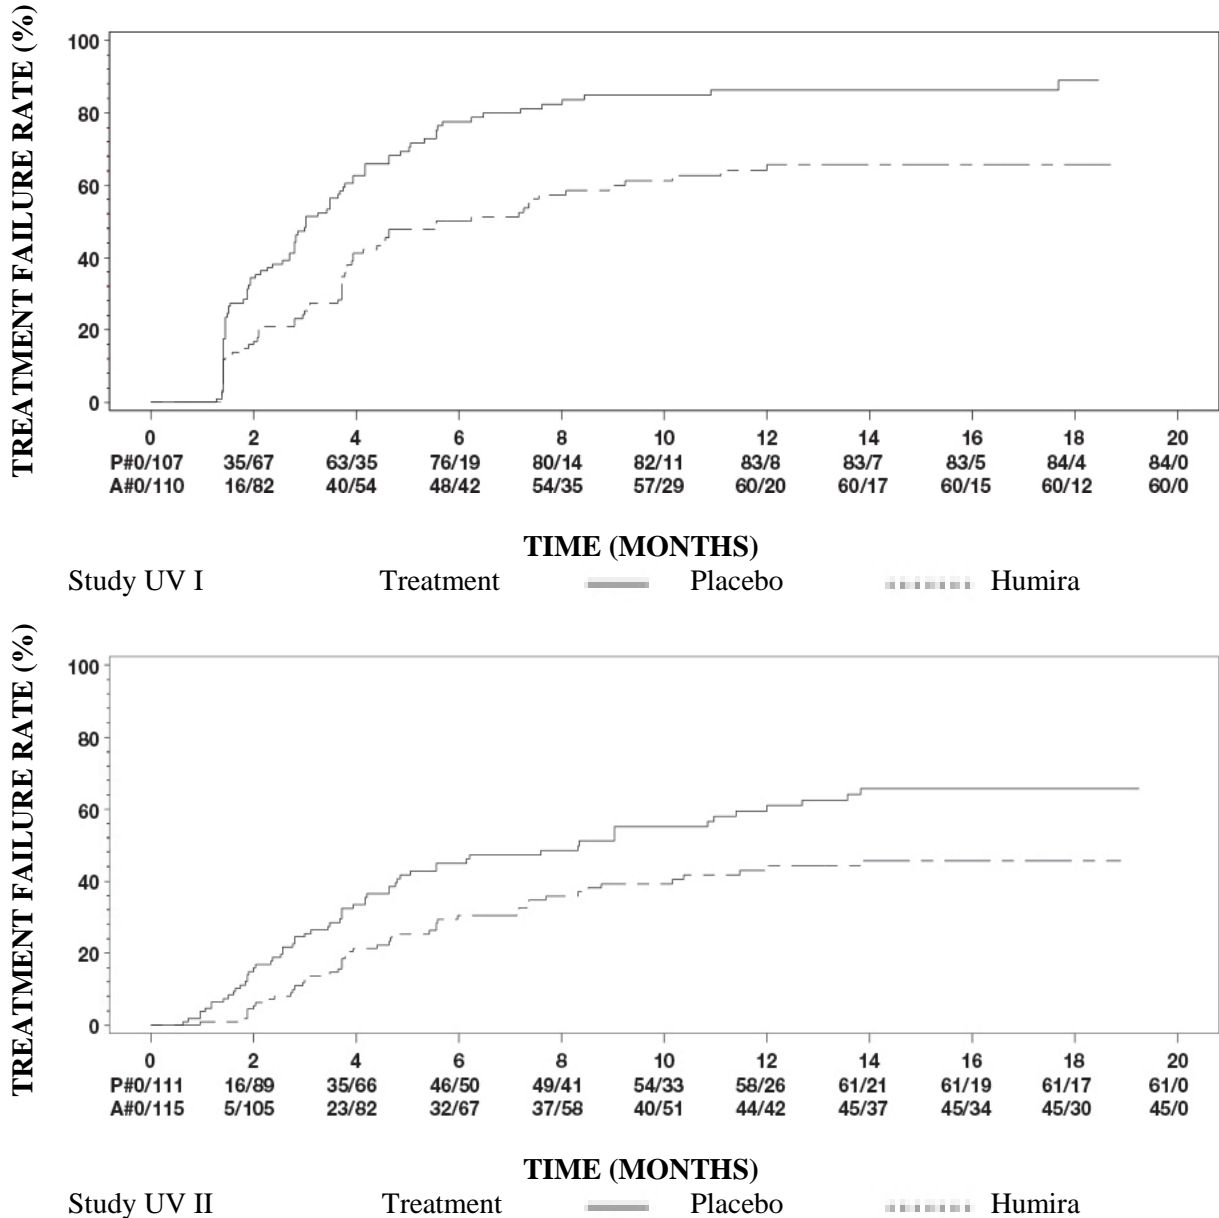 TREATMENT FAILURE RATE (%)
100
80
60
40
20
0
0 2 4 6 8 10 12 14 16 18 20
P#0/107 35/67 63/35 76/19 80/14 82/11 83/8 83/7 83/5 84/4 84/0
A#0/110 16/82 40/54 48/42 54/35 57/29 60/20 60/17 60/15 60/12 60/0
TIME (MONTHS)
Study UV I Treatment Placebo Humira
TREATMENT FAILURE RATE (%)
100
80
60
40
20
0
0 2 4 6 8 10 12 14 16 18 20
P#0/111 16/89 35/66 46/50 49/41 54/33 58/26 61/21 61/19 61/17 61/0
A#0/115 5/105 23/82 32/67 37/58 40/51 44/42 45/37 45/34 45/30 45/0
TIME (MONTHS)
Study UV II Treatment Placebo Humira